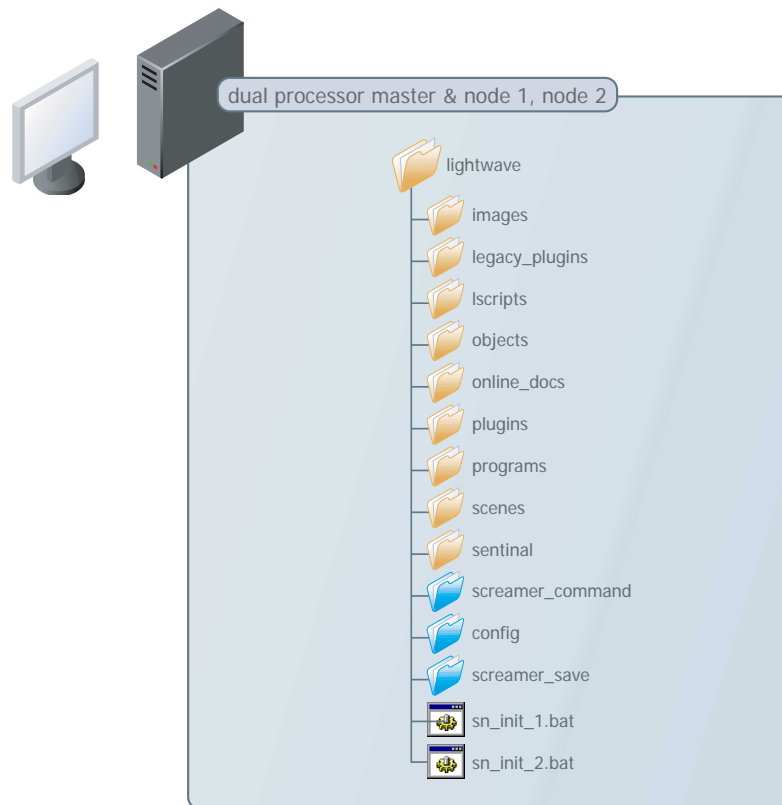 dual processor master & node 1, node 2
lightwave
images
legacy_plugins
lscripts
objects
online_docs
plugins
programs
scenes
sentinal
screamer_command
config
screamer_save
sn_init_1.bat
sn_init_2.bat